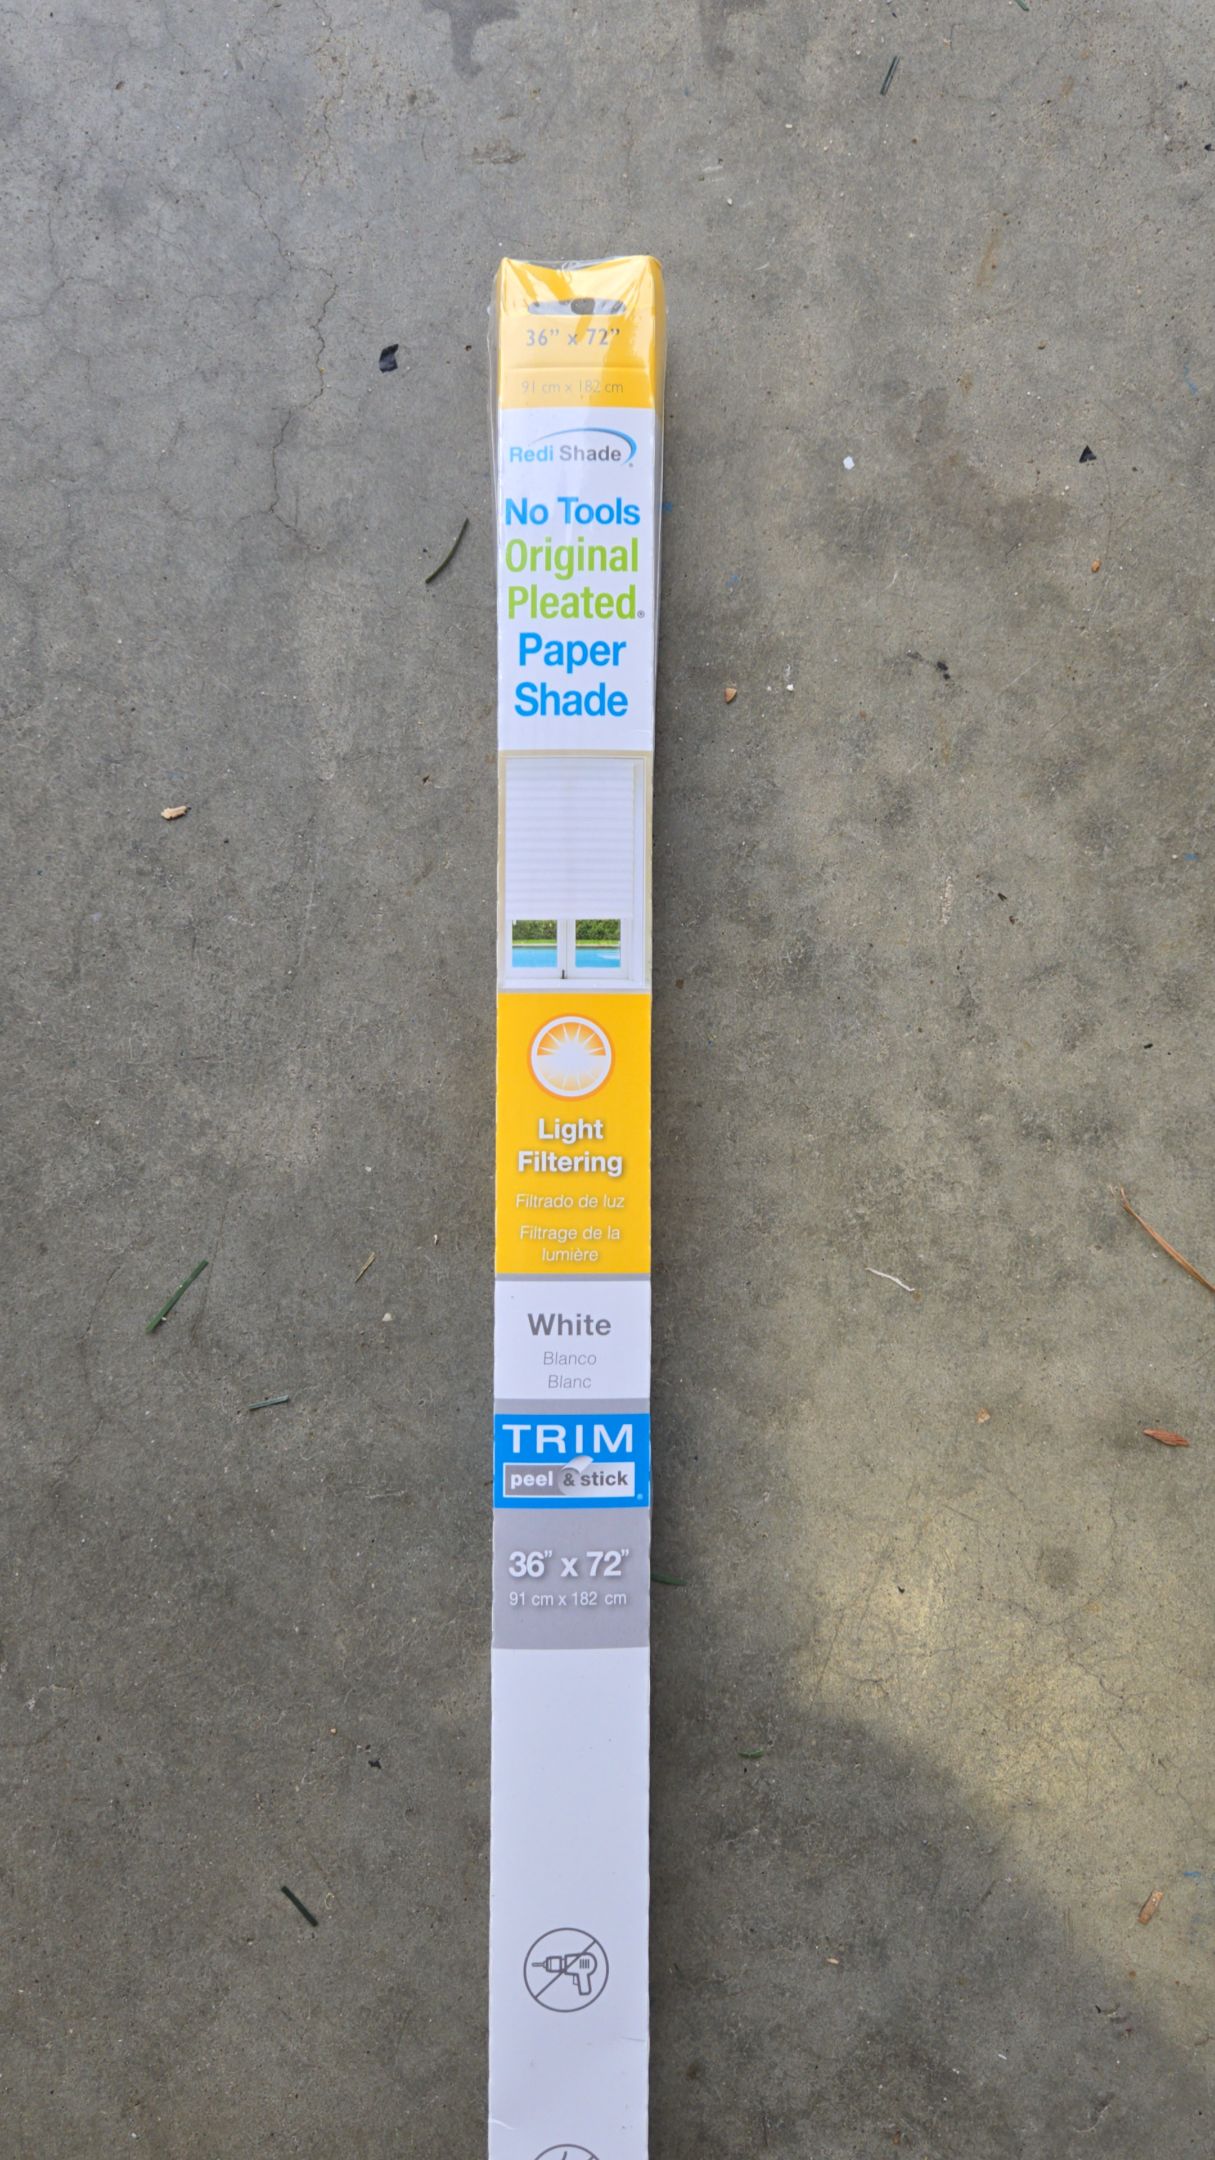 36" x 72"
91 cm x 182 cm
Redi Shade®
No Tools
Original
Pleated®
Paper
Shade
Light
Filtering
Filtrado de luz
Filtrage de la
lumière
White
Blanco
Blanc
TRIM
peel & stick®
36" x 72"
91 cm x 182 cm